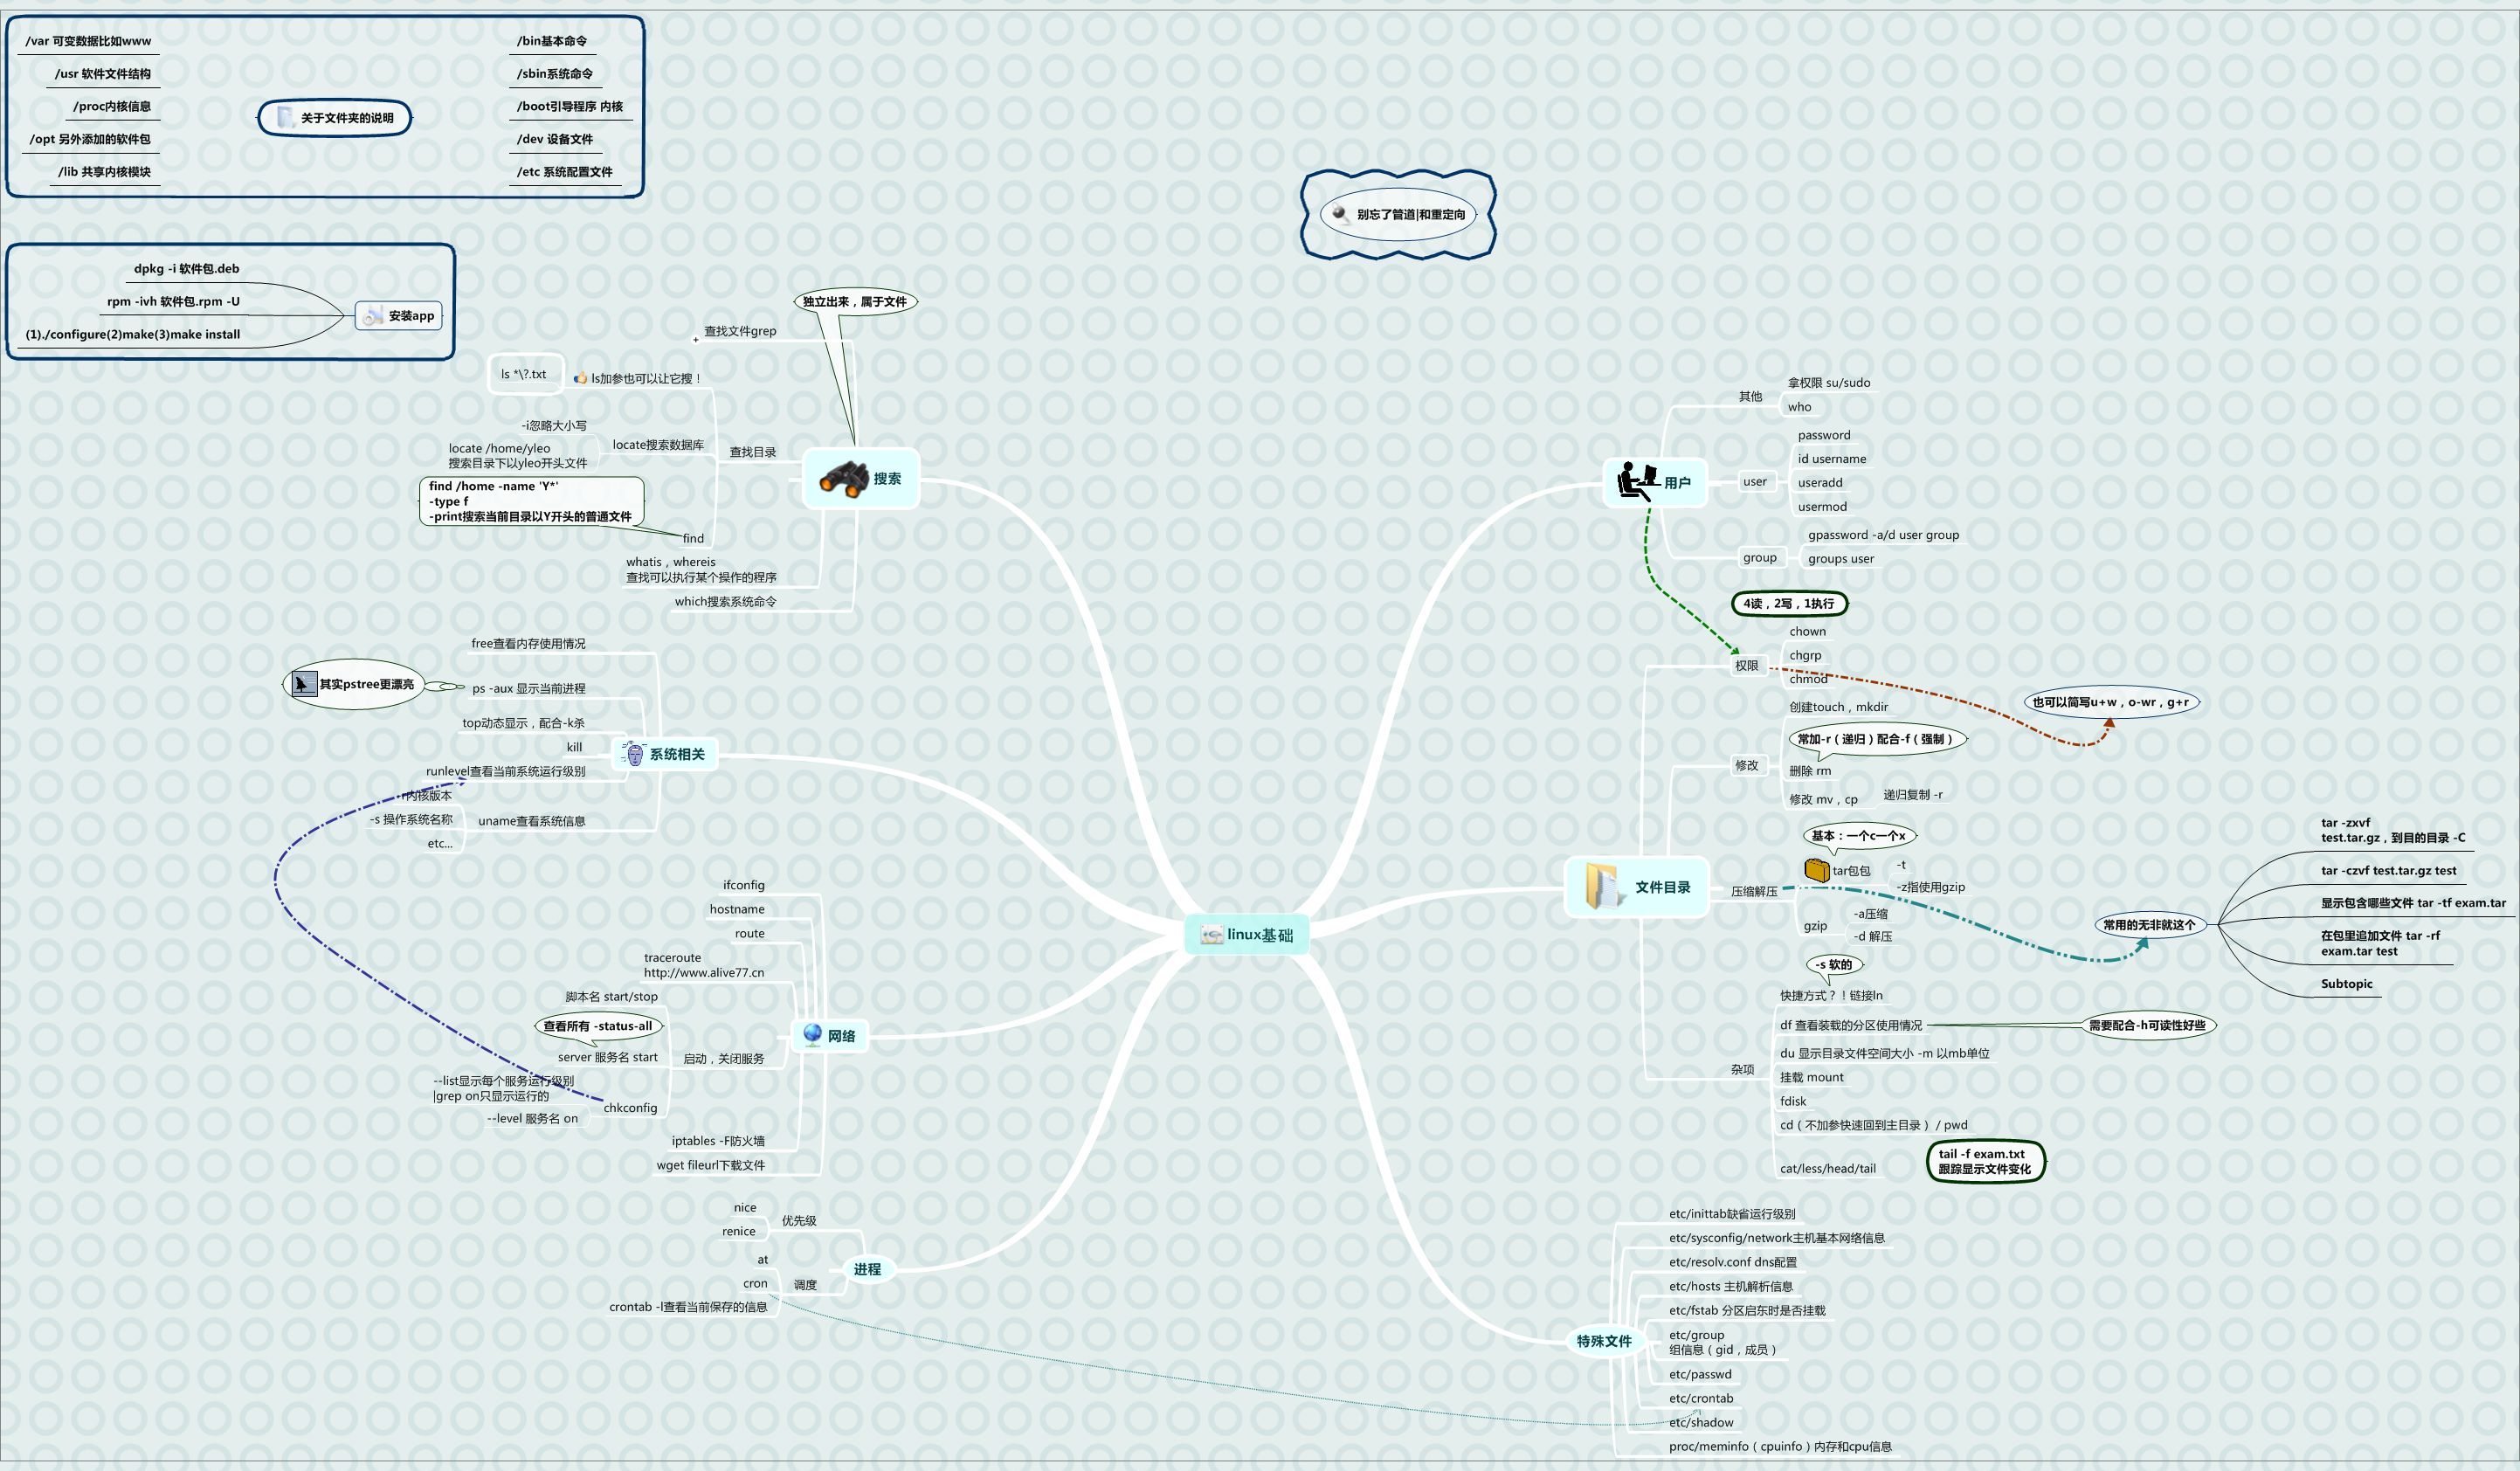 /var 可变数据比如www
/usr 软件文件结构
/proc内核信息
/opt 另外添加的软件包
/lib 共享内核模块
关于文件夹的说明
/bin基本命令
/sbin系统命令
/boot引导程序 内核
/dev 设备文件
/etc 系统配置文件
别忘了管道|和重定向
dpkg -i 软件包.deb
rpm -ivh 软件包.rpm -U
(1)./configure(2)make(3)make install
安装app
独立出来，属于文件
查找文件grep
ls *\?.txt
ls加参也可以让它搜！
-i忽略大小写
locate /home/yleo
搜索目录下以yleo开头文件
locate搜索数据库
查找目录
find /home -name 'Y*'
-type f
-print搜索当前目录以Y开头的普通文件
find
whatis，whereis
查找可以执行某个操作的程序
which搜索系统命令
搜索
free查看内存使用情况
其实pstree更漂亮
ps -aux 显示当前进程
top动态显示，配合-k杀
kill
runlevel查看当前系统运行级别
r内核版本
-s 操作系统名称
etc...
uname查看系统信息
系统相关
ifconfig
hostname
route
traceroute
http://www.alive77.cn
脚本名 start/stop
查看所有 -status-all
server 服务名 start
启动，关闭服务
--list显示每个服务运行级别
|grep on只显示运行的
--level 服务名 on
chkconfig
iptables -F防火墙
wget fileurl下载文件
网络
nice
renice
优先级
at
cron
crontab -l查看当前保存的信息
调度
进程
linux基础
用户
其他
拿权限 su/sudo
who
user
password
id username
useradd
usermod
group
gpassword -a/d user group
groups user
4读，2写，1执行
权限
chown
chgrp
chmod
也可以简写u+w，o-wr，g+r
修改
创建touch，mkdir
常加-r（递归）配合-f（强制）
删除 rm
修改 mv，cp
递归复制 -r
文件目录
压缩解压
基本：一个c一个x
tar包包
-t
-z指使用gzip
gzip
-a压缩
-d 解压
常用的无非就这个
tar -zxvf
test.tar.gz，到目的目录 -C
tar -czvf test.tar.gz test
显示包含哪些文件 tar -tf exam.tar
在包里追加文件 tar -rf
exam.tar test
Subtopic
杂项
-s 软的
快捷方式？！链接ln
df 查看装载的分区使用情况
需要配合-h可读性好些
du 显示目录文件空间大小 -m 以mb单位
挂载 mount
fdisk
cd（不加参快速回到主目录）/ pwd
cat/less/head/tail
tail -f exam.txt
跟踪显示文件变化
特殊文件
etc/inittab缺省运行级别
etc/sysconfig/network主机基本网络信息
etc/resolv.conf dns配置
etc/hosts 主机解析信息
etc/fstab 分区启东时是否挂载
etc/group
组信息（gid，成员）
etc/passwd
etc/crontab
etc/shadow
proc/meminfo（cpuinfo）内存和cpu信息